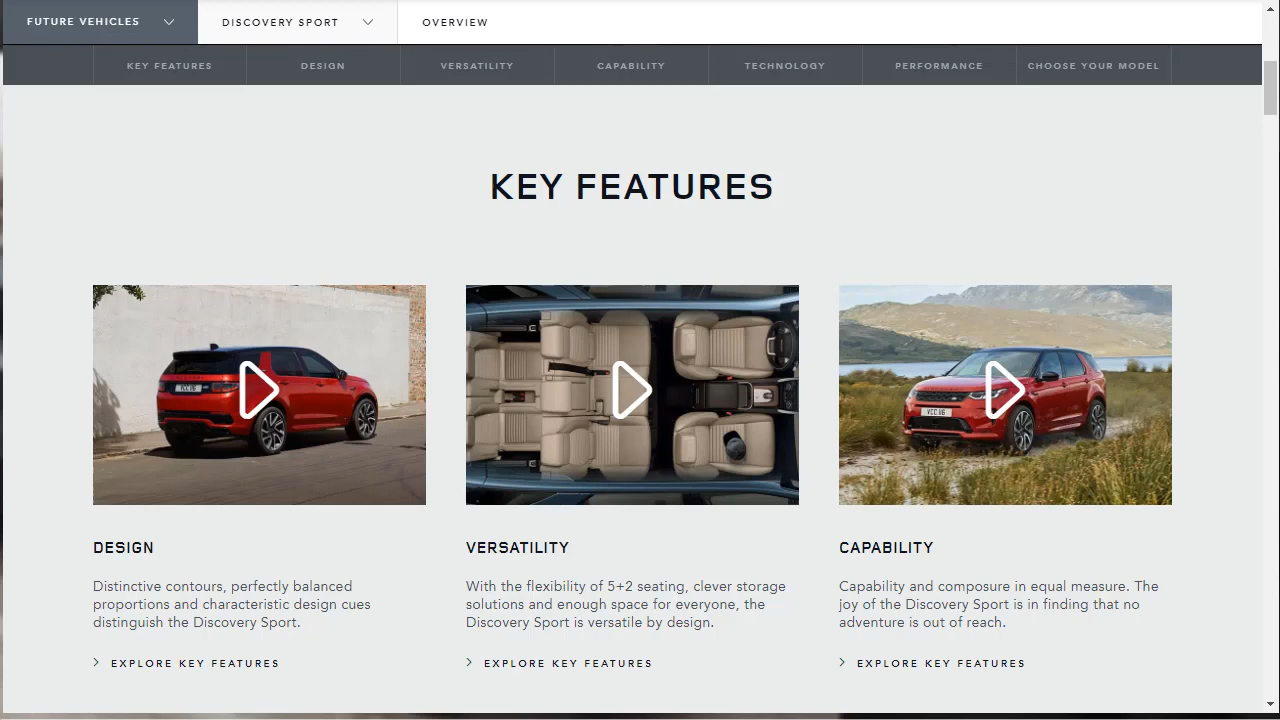 FUTURE VEHICLES
DISCOVERY SPORT
OVERVIEW
KEY FEATURES
DESIGN
VERSATILITY
CAPABILITY
TECHNOLOGY
PERFORMANCE
CHOOSE YOUR MODEL
KEY FEATURES
DESIGN
Distinctive contours, perfectly balanced
proportions and characteristic design cues
distinguish the Discovery Sport.
EXPLORE KEY FEATURES
VERSATILITY
With the flexibility of 5+2 seating, clever storage
solutions and enough space for everyone, the
Discovery Sport is versatile by design.
EXPLORE KEY FEATURES
CAPABILITY
Capability and composure in equal measure. The
joy of the Discovery Sport is in finding that no
adventure is out of reach.
EXPLORE KEY FEATURES